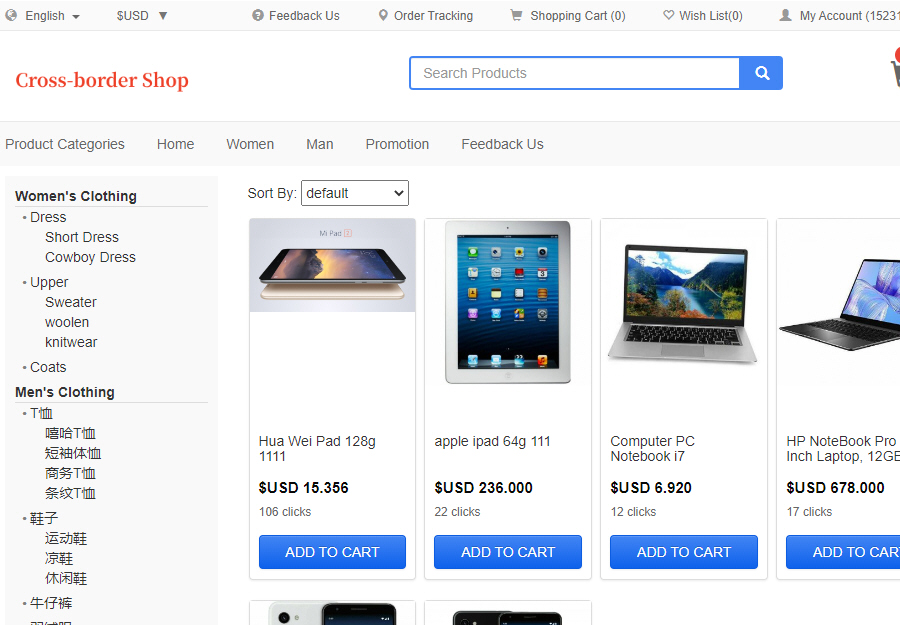 English $USD ▼ Feedback Us Order Tracking Shopping Cart (0) Wish List(0) My Account (15231
Cross-border Shop
Search Products
Product Categories Home Women Man Promotion Feedback Us
Women's Clothing
• Dress
Short Dress
Cowboy Dress
• Upper
Sweater
woolen
knitwear
• Coats
Men's Clothing
• T恤
嘻哈T恤
短袖体恤
商务T恤
条纹T恤
• 鞋子
运动鞋
凉鞋
休闲鞋
• 牛仔裤
Sort By: default
Mi Pad
Hua Wei Pad 128g
1111
$USD 15.356
106 clicks
ADD TO CART
apple ipad 64g 111
$USD 236.000
22 clicks
ADD TO CART
Computer PC
Notebook i7
$USD 6.920
12 clicks
ADD TO CART
HP NoteBook Pro
Inch Laptop, 12GE
$USD 678.000
17 clicks
ADD TO CAR